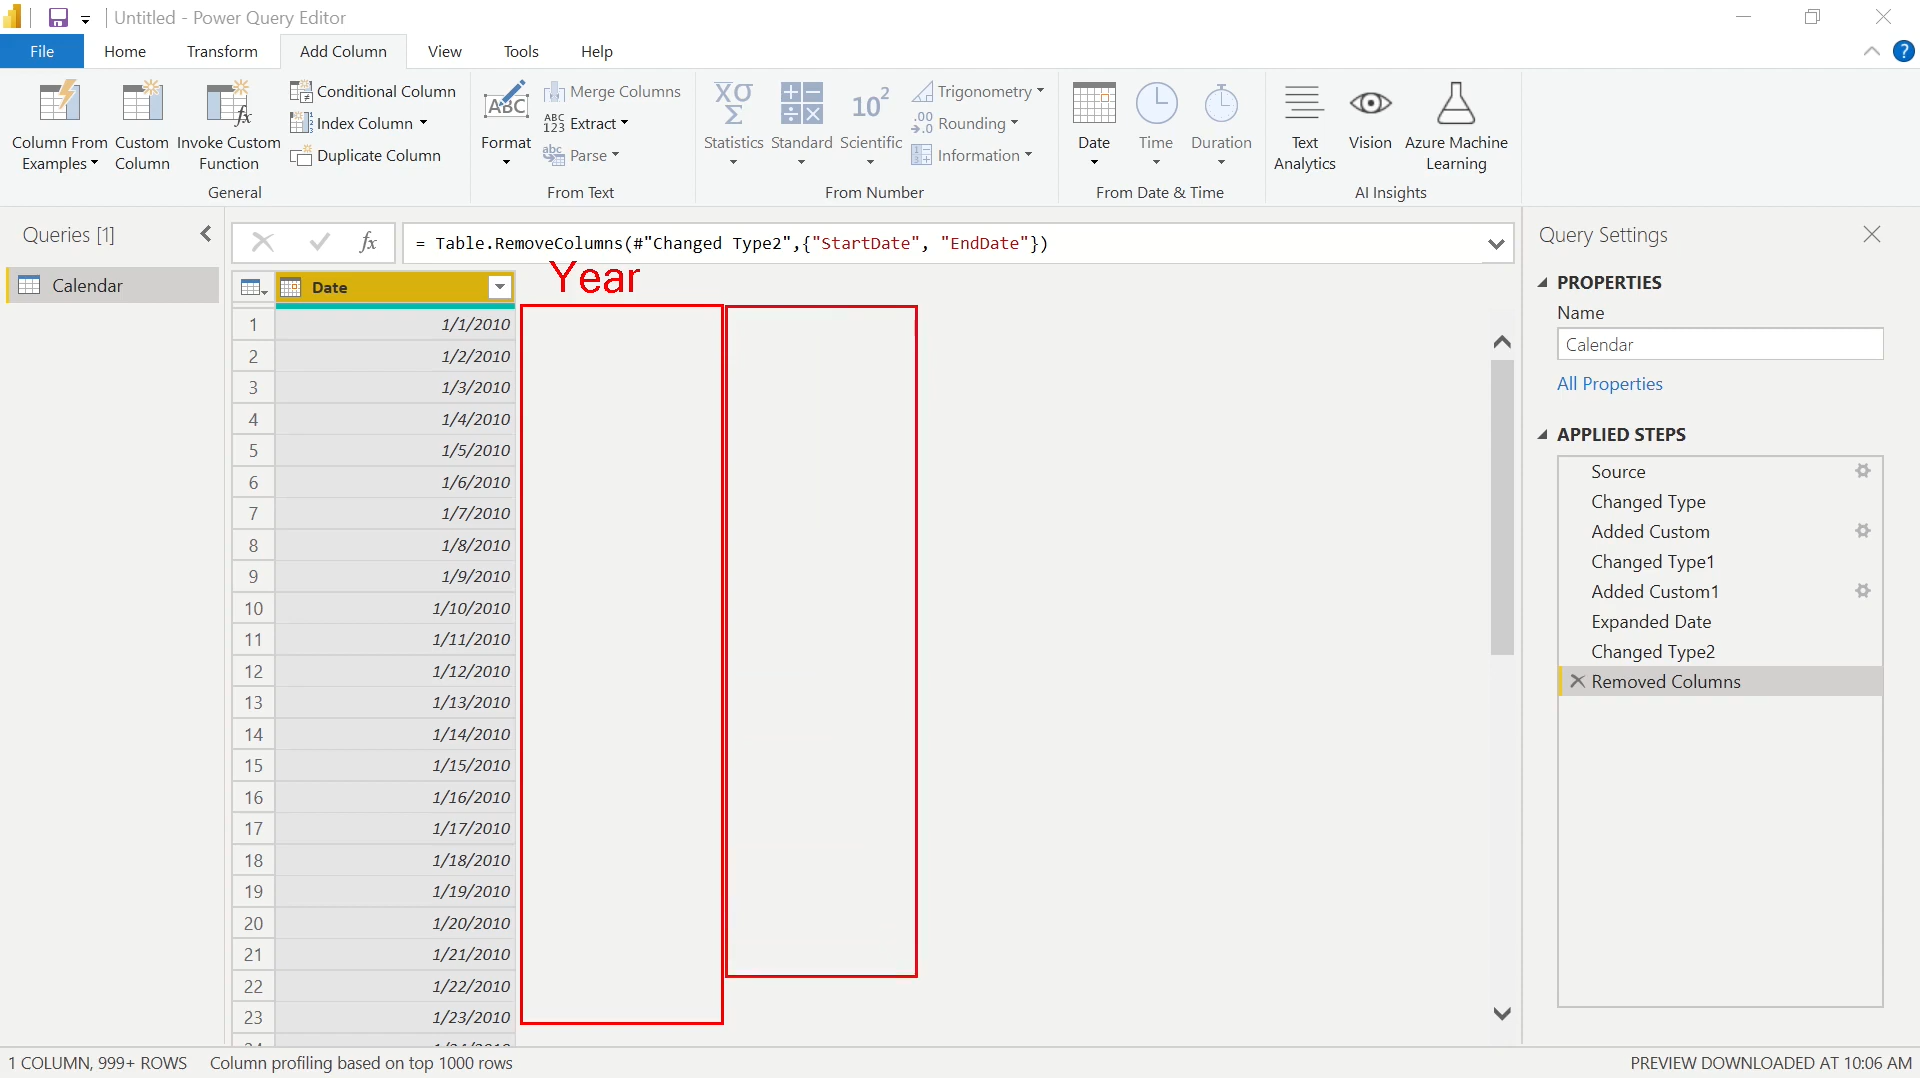 Untitled - Power Query Editor
File Home Transform Add Column View Tools Help
?
Column From Examples
Custom Column
Invoke Custom Function
Conditional Column
Index Column
Duplicate Column
General
ABC
Format
Merge Columns
ABC 123 Extract
abc Parse
From Text
Χσ Σ
Statistics
Standard
10²
Scientific
Trigonometry
.00 .0 Rounding
Information
From Number
Date
Time
Duration
From Date & Time
Text Analytics
Vision
Azure Machine Learning
AI Insights
Queries [1]
Calendar
fx
= Table.RemoveColumns(#"Changed Type2",{"StartDate", "EndDate"})
Year
Date
1 1/1/2010
2 1/2/2010
3 1/3/2010
4 1/4/2010
5 1/5/2010
6 1/6/2010
7 1/7/2010
8 1/8/2010
9 1/9/2010
10 1/10/2010
11 1/11/2010
12 1/12/2010
13 1/13/2010
14 1/14/2010
15 1/15/2010
16 1/16/2010
17 1/17/2010
18 1/18/2010
19 1/19/2010
20 1/20/2010
21 1/21/2010
22 1/22/2010
23 1/23/2010
Query Settings
PROPERTIES
Name
Calendar
All Properties
APPLIED STEPS
Source
Changed Type
Added Custom
Changed Type1
Added Custom1
Expanded Date
Changed Type2
Removed Columns
1 COLUMN, 999+ ROWS Column profiling based on top 1000 rows
PREVIEW DOWNLOADED AT 10:06 AM